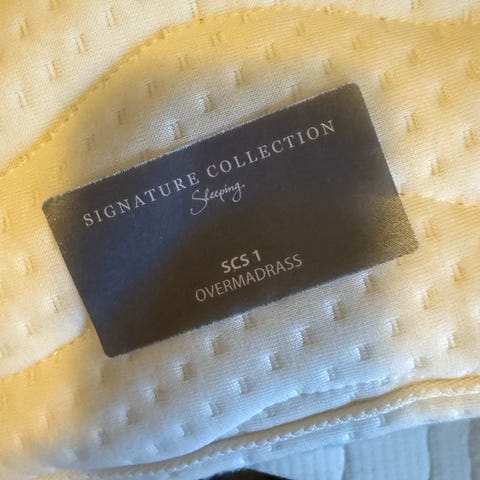 SIGNATURE COLLECTION
Sleeping.
SCS 1
OVERMADRASS